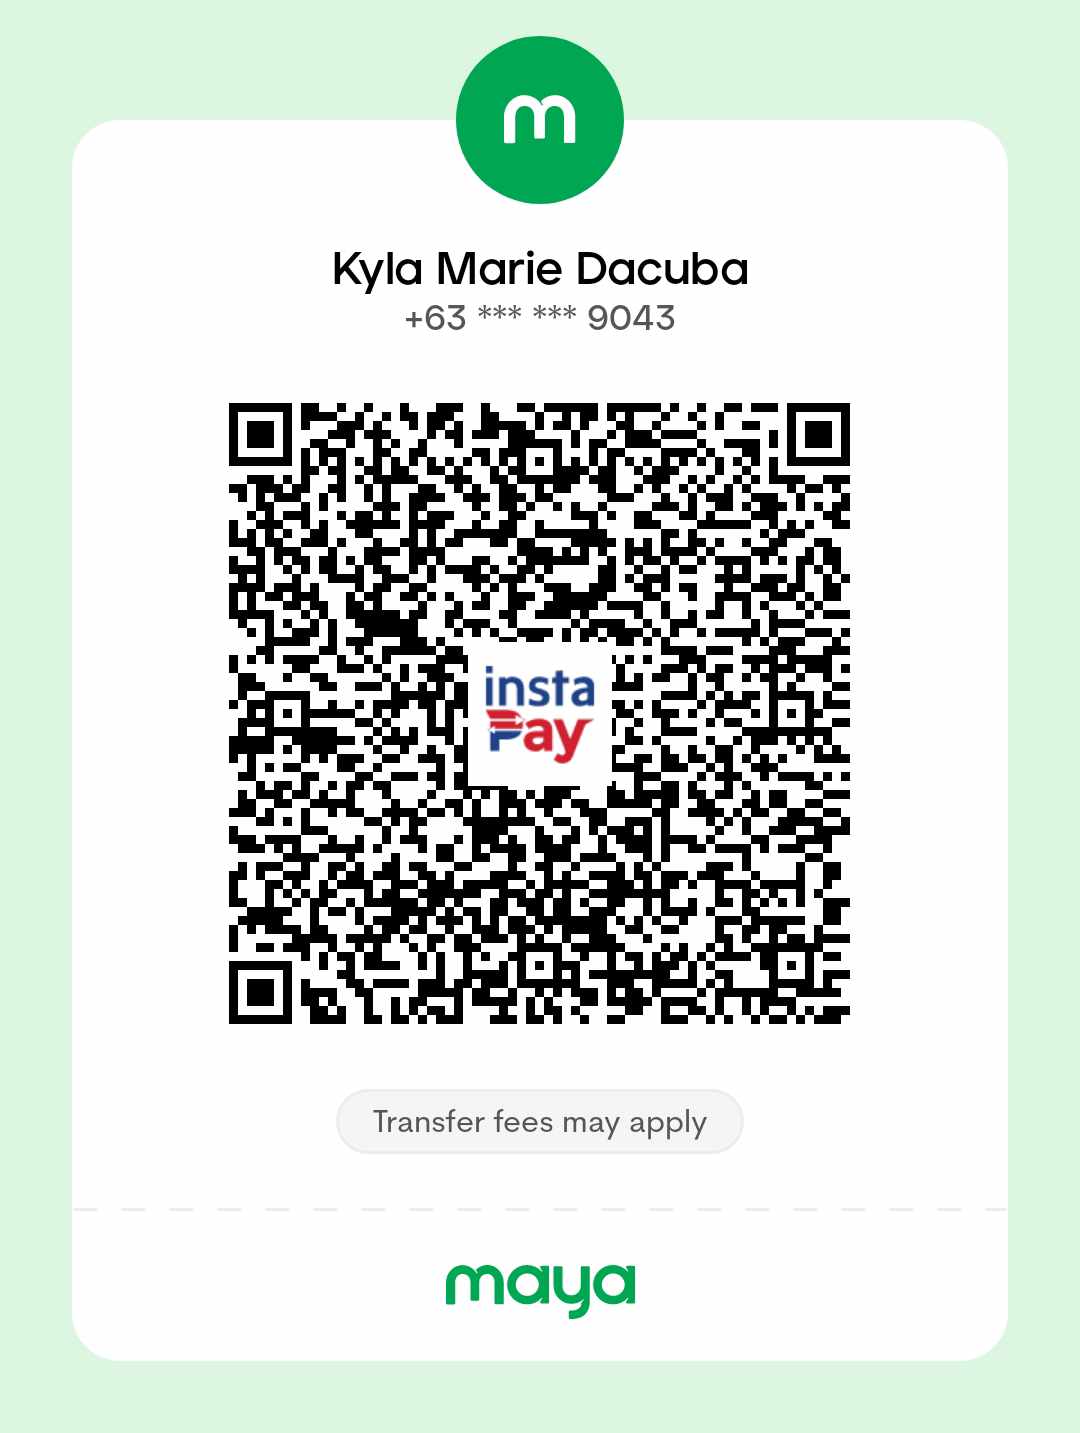 m
Kyla Marie Dacuba
+63 *** *** 9043
insta
Pay
Transfer fees may apply
maya